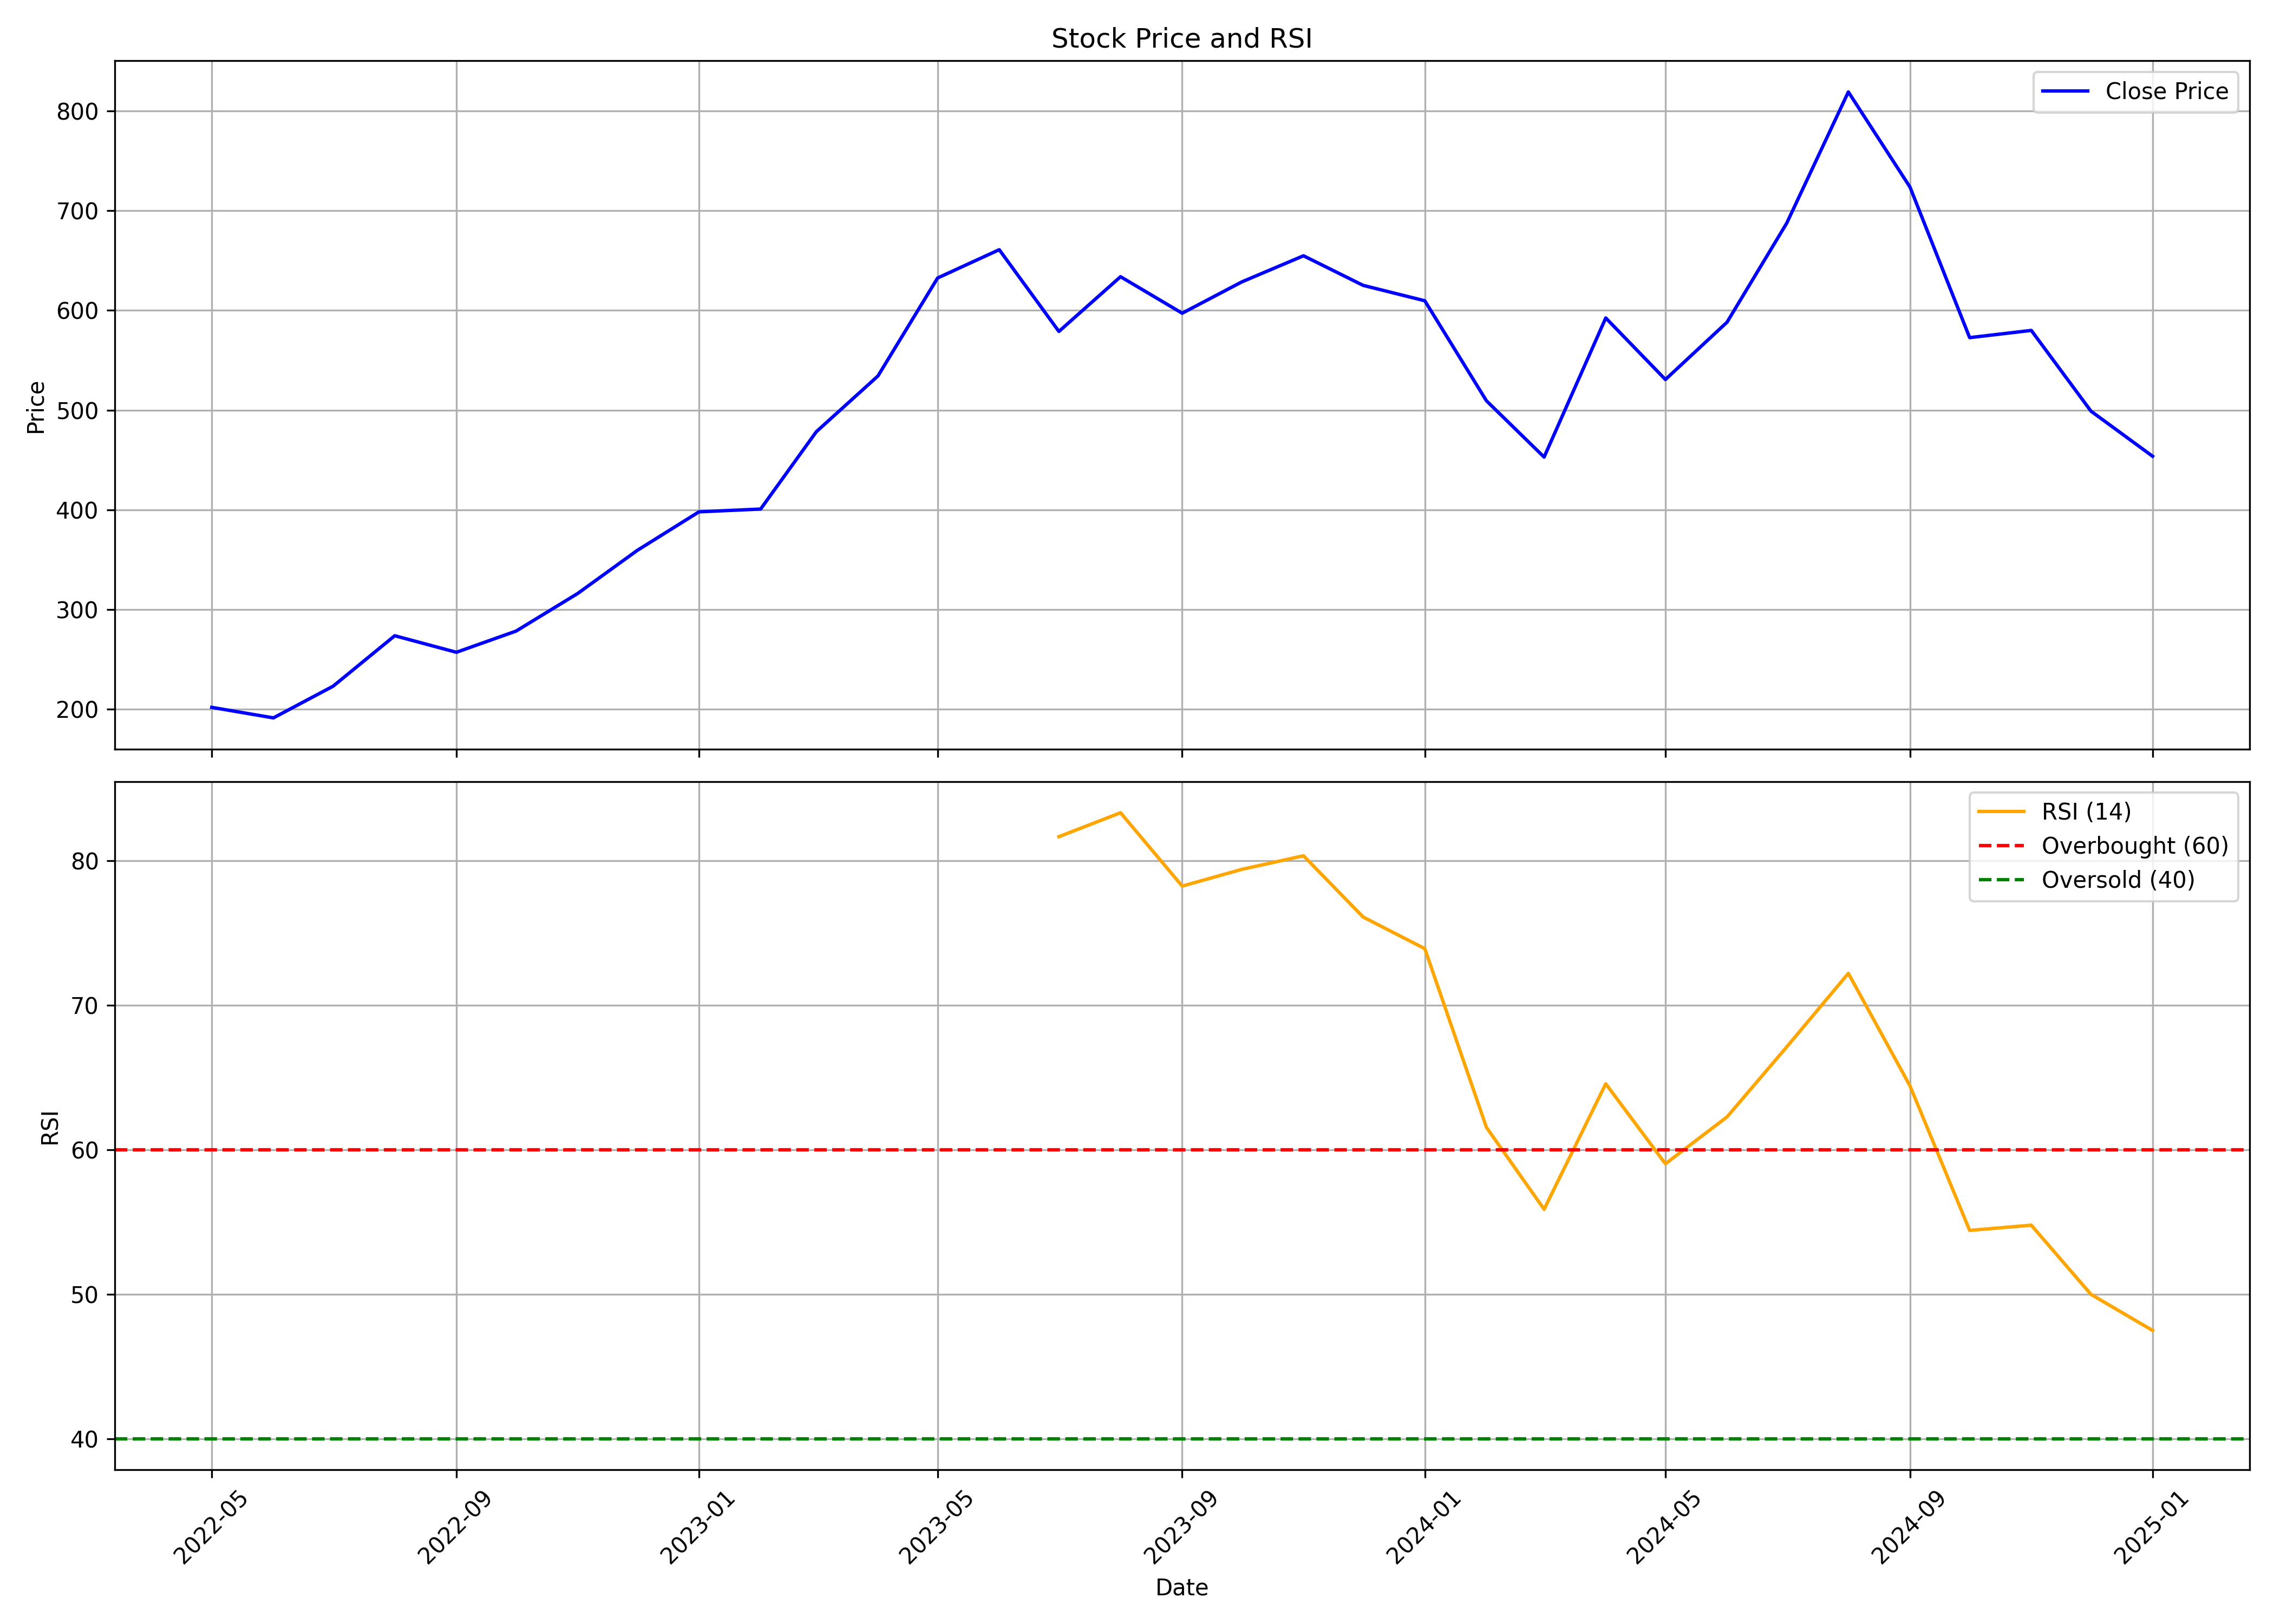 Stock Price and RSI
Close Price
800
700
600
500
400
300
200
Price
RSI (14)
Overbought (60)
Oversold (40)
80
70
60
50
40
RSI
2022-05
2022-09
2023-01
2023-05
2023-09
2024-01
2024-05
2024-09
2025-01
Date